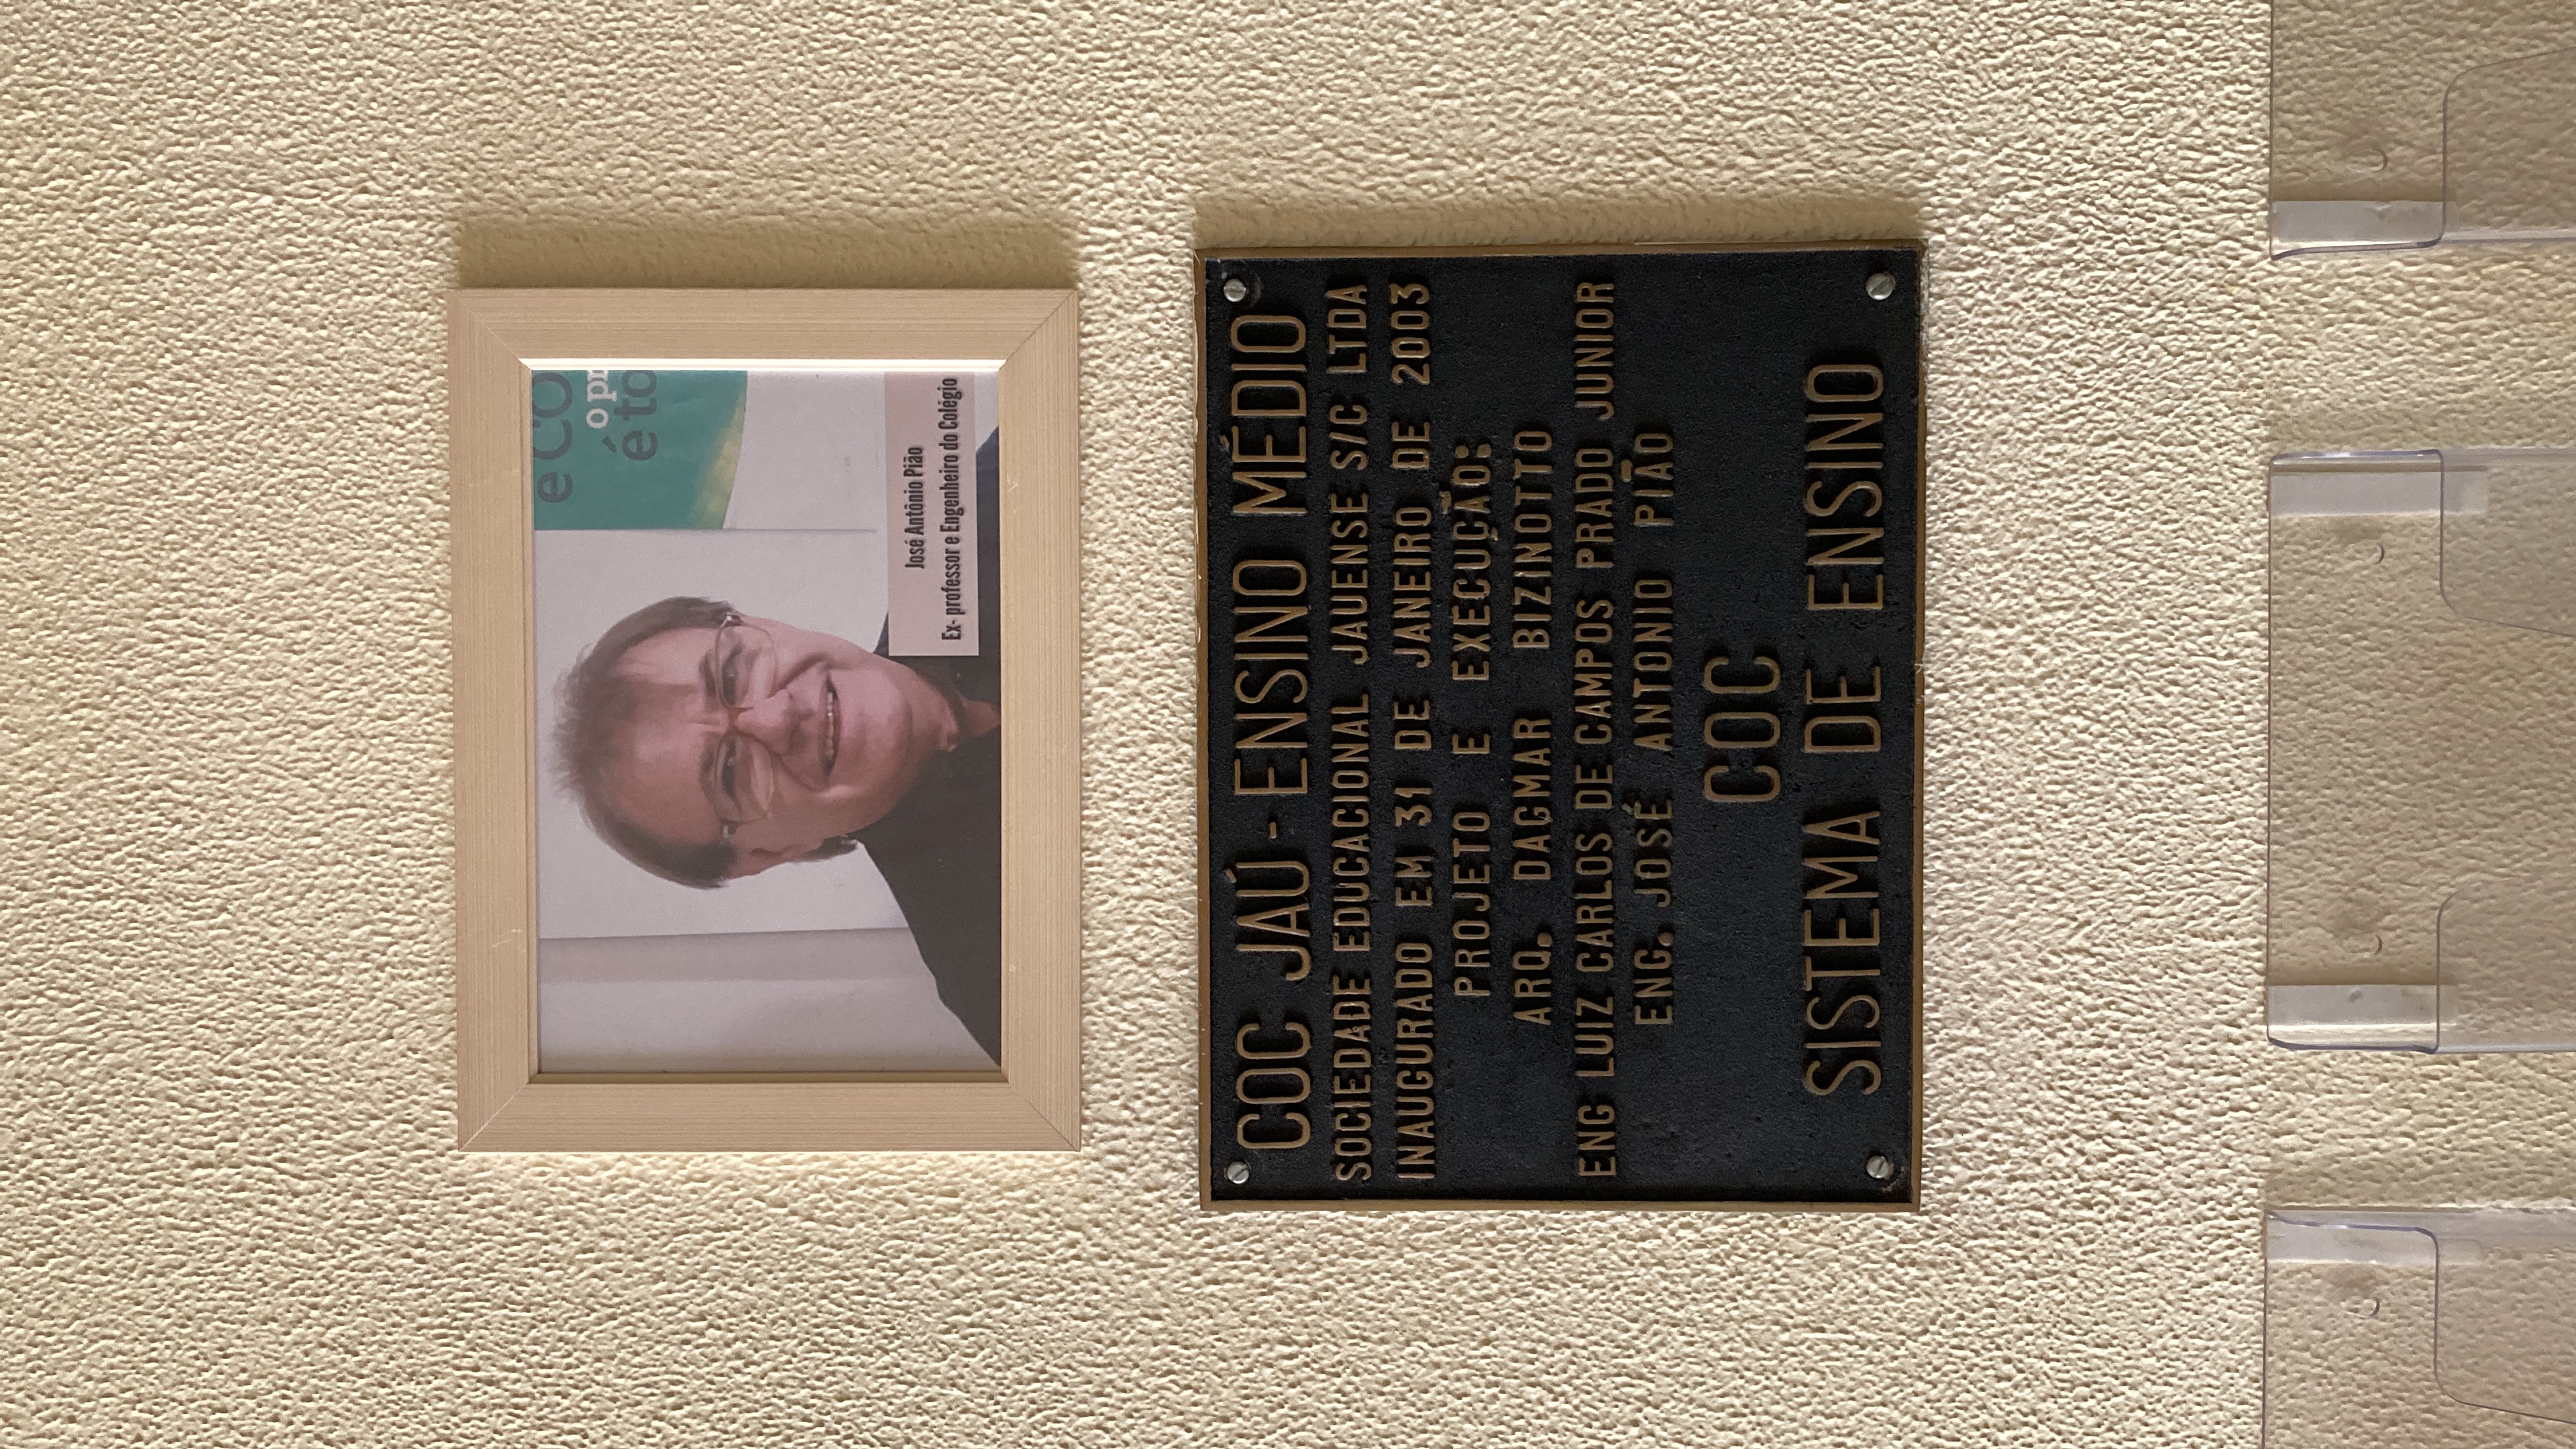 e CO
o pr
é to
José Antônio Pião
Ex- professor e Engenheiro do Colégio
COC JAÚ - ENSINO MÉDIO
SOCIEDADE EDUCACIONAL JAUENSE S/C LTDA
INAUGURADO EM 31 DE JANEIRO DE 2003
PROJETO E EXECUÇÃO:
ARQ. DAGMAR BIZINOTTO
ENG LUIZ CARLOS DE CAMPOS PRADO JUNIOR
ENG. JOSÉ ANTONIO PIÃO
COC
SISTEMA DE ENSINO